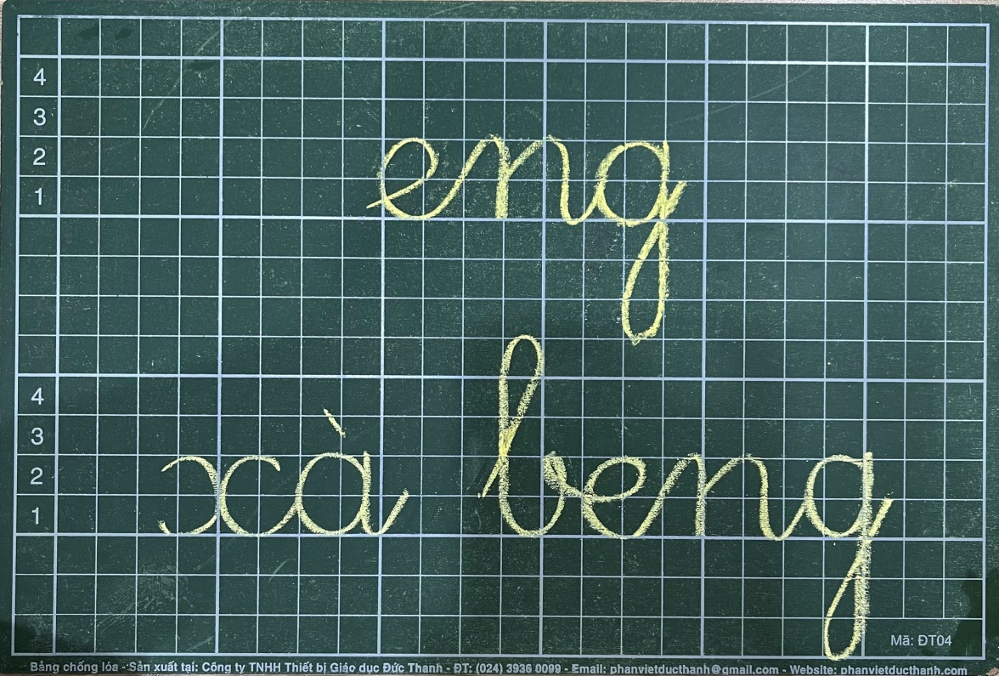 4
3
2
1
eng
4
3
2
1
xà beng
Mã: ĐT04
Bảng chống lóa - Sản xuất tại: Công ty TNHH Thiết bị Giáo dục Đức Thanh - ĐT: (024) 3936 0099 - Email: phanvietducthanh@gmail.com - Website: phanvietducthanh.com